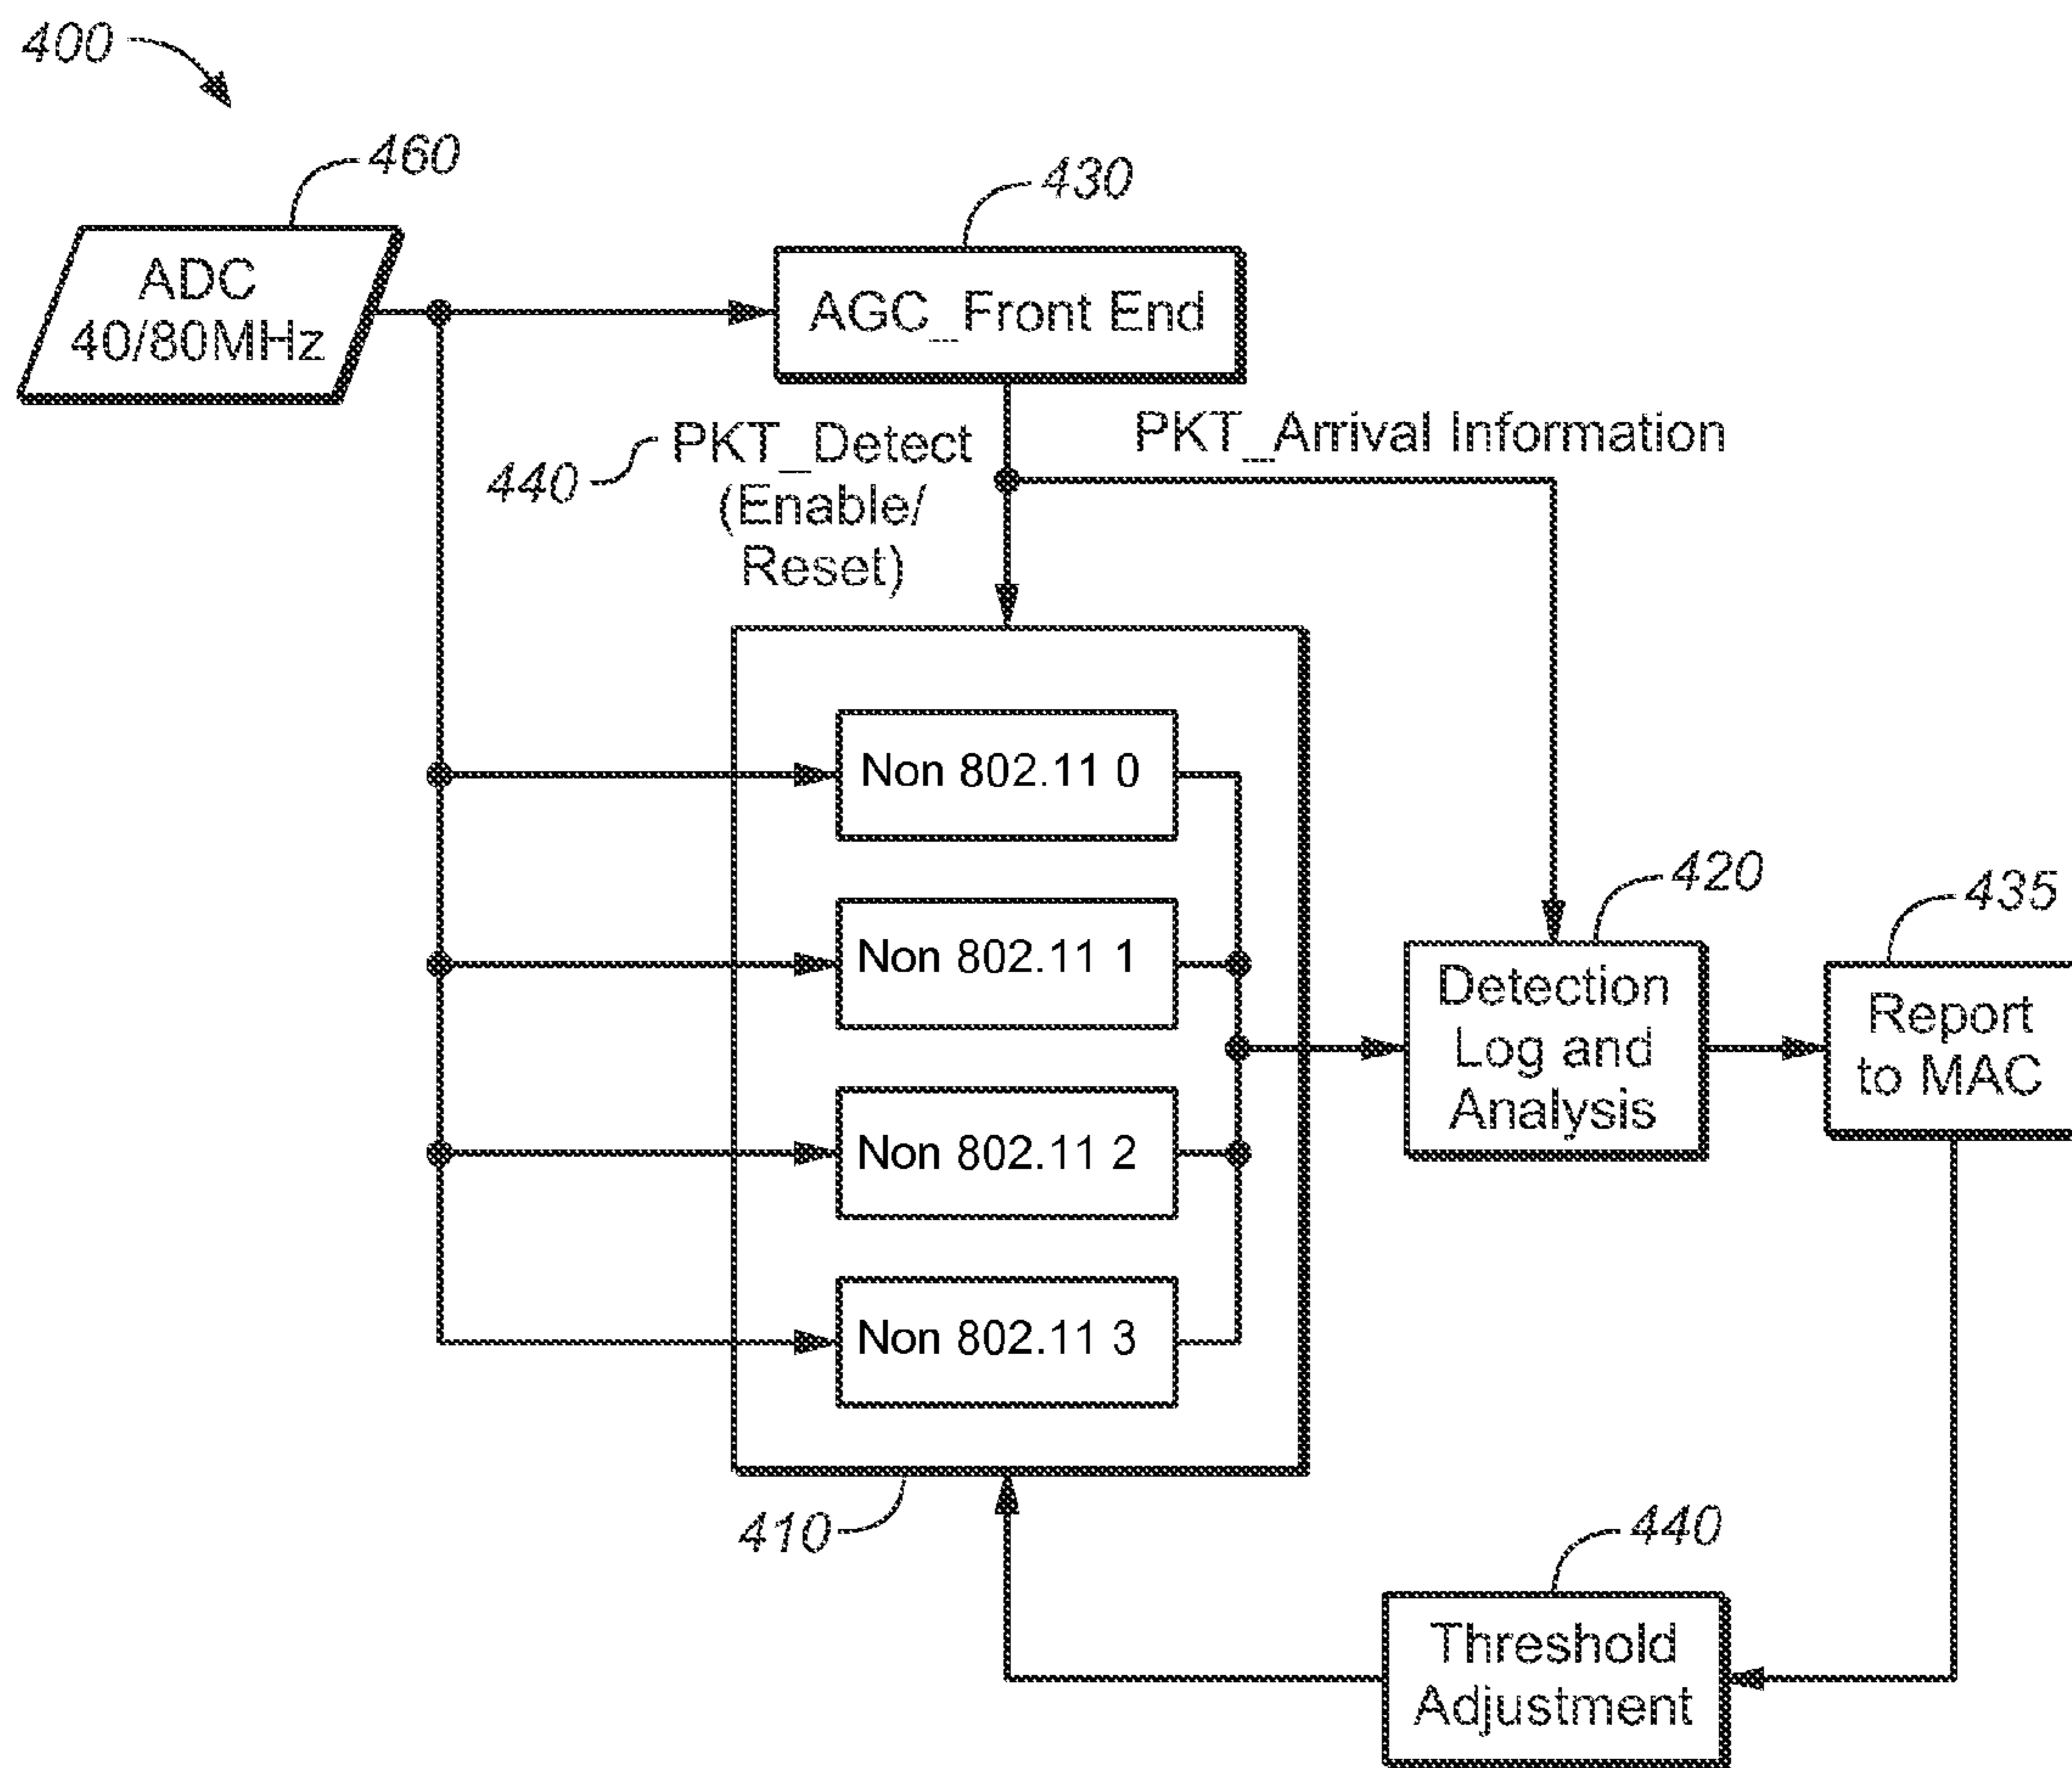 400
460
430
ADC
40/80MHz
AGC_Front End
440
PKT_Detect
(Enable/
Reset)
PKT_Arrival Information
Non 802.11 0
Non 802.11 1
Non 802.11 2
Non 802.11 3
420
435
Detection
Log and
Analysis
Report
to MAC
410
440
Threshold
Adjustment